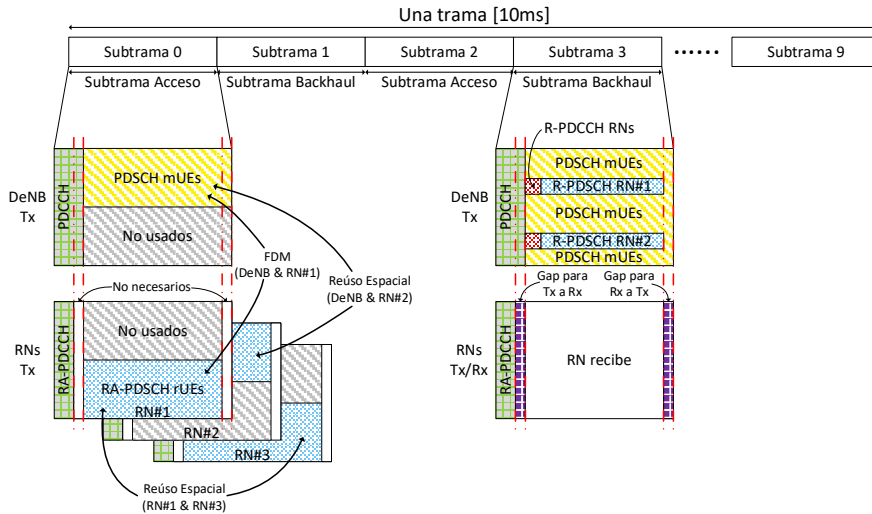 Una trama [10ms]
Subtrama 0
Subtrama 1
Subtrama 2
Subtrama 3
......
Subtrama 9
Subtrama Acceso
Subtrama Backhaul
Subtrama Acceso
Subtrama Backhaul
DeNB
Tx
PDCCH
PDSCH mUEs
No usados
FDM
(DeNB & RN#1)
Reúso Espacial
(DeNB & RN#2)
RNs
Tx
RA-PDCCH
No necesarios
No usados
RA-PDSCH rUEs
RN#1
RN#2
RN#3
Reúso Espacial
(RN#1 & RN#3)
R-PDCCH RNs
DeNB
Tx
PDCCH
PDSCH mUEs
R-PDSCH RN#1
PDSCH mUEs
R-PDSCH RN#2
PDSCH mUEs
Gap para
Tx a Rx
Gap para
Rx a Tx
RNs
Tx/Rx
RA-PDCCH
RN recibe